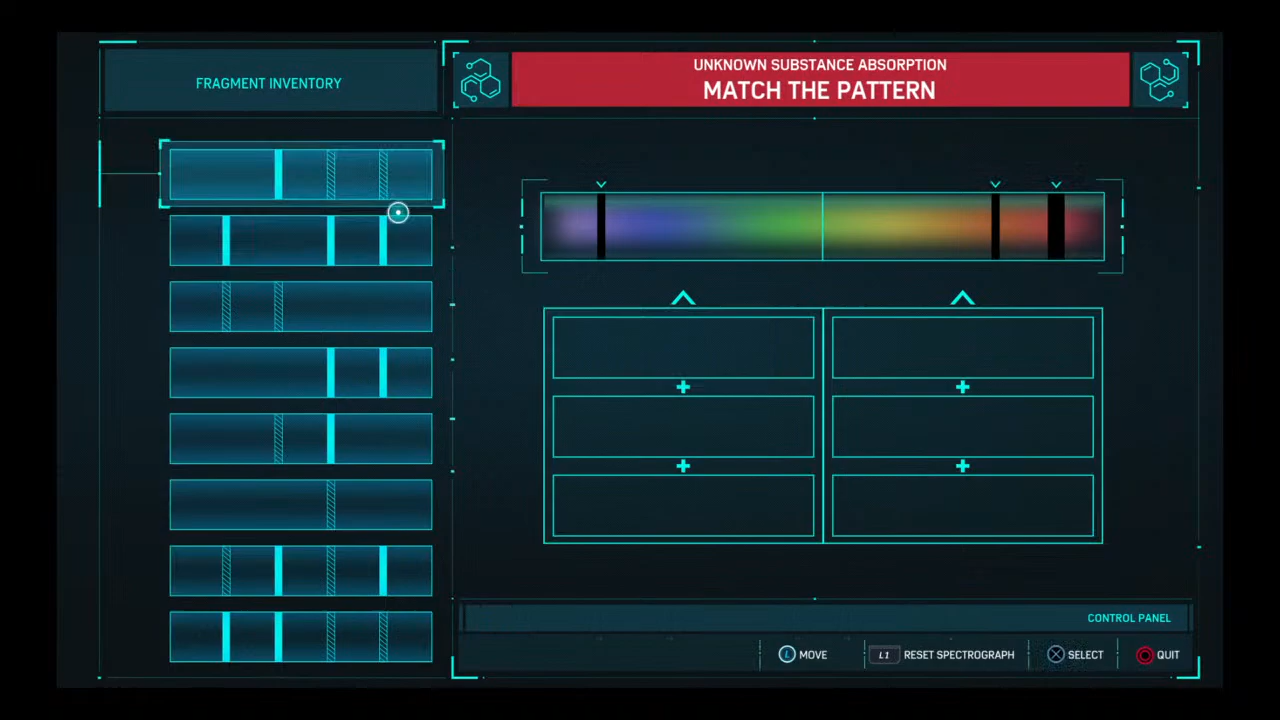 FRAGMENT INVENTORY
UNKNOWN SUBSTANCE ABSORPTION
MATCH THE PATTERN
CONTROL PANEL
L MOVE
L1 RESET SPECTROGRAPH
SELECT
QUIT